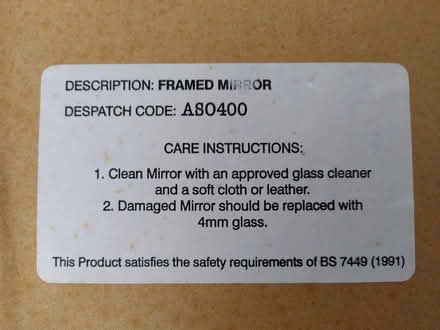 DESCRIPTION: FRAMED MIRROR
DESPATCH CODE: ASO400
CARE INSTRUCTIONS:
1. Clean Mirror with an approved glass cleaner
and a soft cloth or leather.
2. Damaged Mirror should be replaced with
4mm glass.
This Product satisfies the safety requirements of BS 7449 (1991)